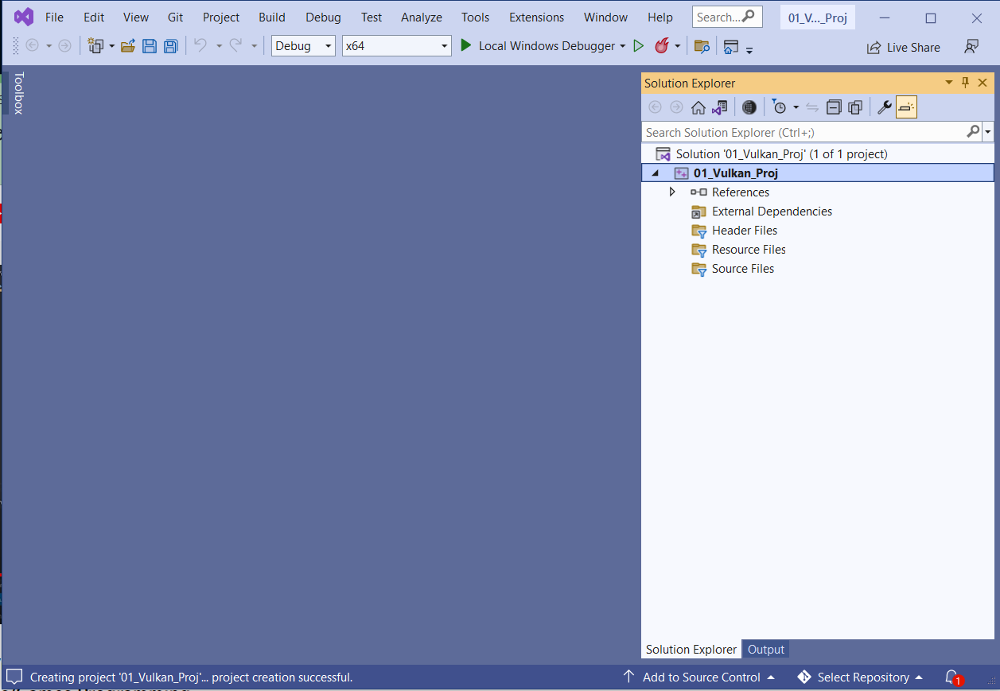 File Edit View Git Project Build Debug Test Analyze Tools Extensions Window Help Search... 01_V..._Proj
Debug x64 Local Windows Debugger Live Share
Toolbox
Solution Explorer
Search Solution Explorer (Ctrl+;)
Solution '01_Vulkan_Proj' (1 of 1 project)
01_Vulkan_Proj
References
External Dependencies
Header Files
Resource Files
Source Files
Solution Explorer Output
Creating project '01_Vulkan_Proj'... project creation successful. Add to Source Control Select Repository 1